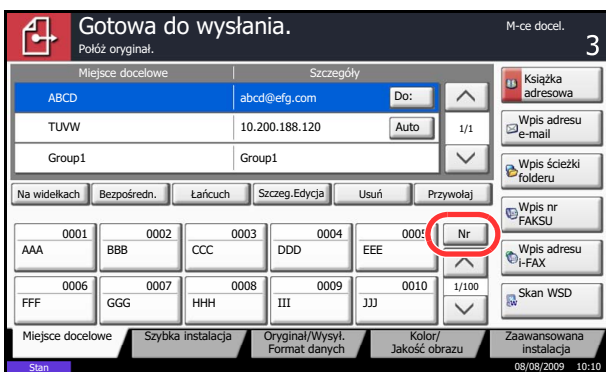 Gotowa do wysłania.
Połóż oryginał.
M-ce docel.
3
Miejsce docelowe Szczegóły
ABCD abcd@efg.com Do:
TUVW 10.200.188.120 Auto 1/1
Group1 Group1
Na widełkach Bezpośredn. Łańcuch Szczeg.Edycja Usuń Przywołaj
0001 0002 0003 0004 0005 Nr
AAA BBB CCC DDD EEE
0006 0007 0008 0009 0010 1/100
FFF GGG HHH III JJJ
Książka
adresowa
Wpis adresu
e-mail
Wpis ścieżki
folderu
Wpis nr
FAKSU
Wpis adresu
i-FAX
Skan WSD
Miejsce docelowe
Szybka instalacja
Oryginał/Wysył.
Format danych
Kolor/
Jakość obrazu
Zaawansowana
instalacja
Stan
08/08/2009 10:10